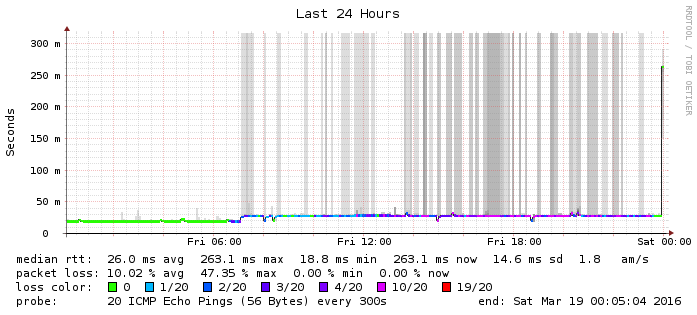 Last 24 Hours
RRDTOOL / TOBI OETIKER
Seconds
300 m
250 m
200 m
150 m
100 m
50 m
0
Fri 06:00 Fri 12:00 Fri 18:00 Sat 00:00
median rtt: 26.0 ms avg 263.1 ms max 18.8 ms min 263.1 ms now 14.6 ms sd 1.8 am/s
packet loss: 10.02 % avg 47.35 % max 0.00 % min 0.00 % now
loss color: 0 1/20 2/20 3/20 4/20 10/20 19/20
probe: 20 ICMP Echo Pings (56 Bytes) every 300s end: Sat Mar 19 00:05:04 2016